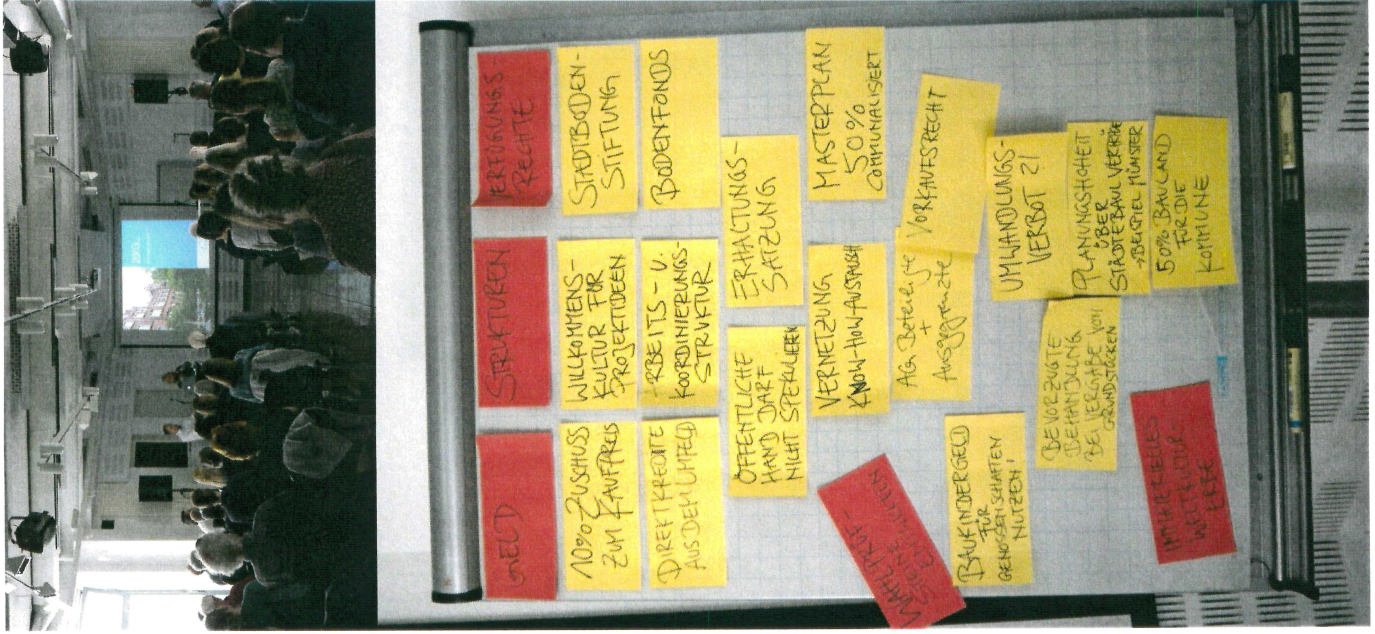 GELD
STRUKTUREN
VERFÜGUNGS-
RECHTE
10% ZUSCHUSS
ZUM KAUFPREIS
WILLKOMMENS-
KULTUR FÜR
PROJEKTIDEEN
STADTBODEN-
STIFTUNG
DIREKTKREDITE
AUS DEM UMFELD
ARBEITS- U.
KOORDINIERUNGS-
STRUKTUR
BODENFONDS
ÖFFENTLICHE
HAND DARF
NICHT SPEKULIEREN
ERHALTUNGS-
SATZUNG
VERNETZUNG
KNOW-HOW-AUSTAUSCH
MASTERPLAN
50%
COMMUNALISIERT
WAHLPRÜF-
STEINE
AG: Beteiligte
+
Ausgegrenzte
VORKAUFSRECHT
BAUKINDERGELD
FÜR
GENOSSENSCHAFTEN
NUTZEN!
UMWANDLUNGS-
VERBOT ?!
BEVORZUGTE
BEHANDLUNG
BEI VERGABE VON
GRUNDSTÜCKEN
PLANUNGSHOHEIT
ÜBER
STÄDTEBAUL. VERTRÄGE
→ BEISPIEL MÜNSTER
IMMATERIELLES
WELTKULTUR-
ERBE
50% BAULAND
FÜR DIE
KOMMUNE